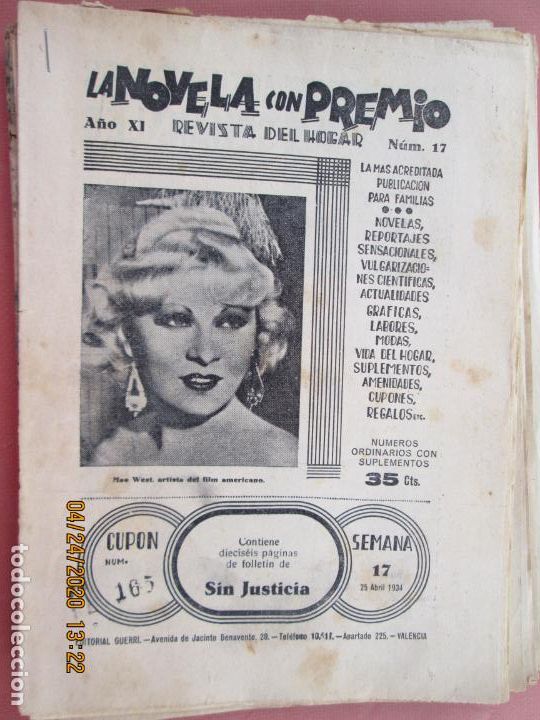 LA NOVELA CON PREMIO
Año XI REVISTA DEL HOGAR Núm. 17
LA MAS ACREDITADA
PUBLICACION
PARA FAMILIAS
NOVELAS,
REPORTAJES
SENSACIONALES,
VULGARIZACIO-
NES CIENTIFICAS,
ACTUALIDADES
GRAFICAS,
LABORES,
MODAS,
VIDA DEL HOGAR,
SUPLEMENTOS,
AMENIDADES,
CUPONES,
REGALOS ETC.
NUMEROS
ORDINARIOS CON
SUPLEMENTOS
35 Cts.
Mae West, artista del film americano.
CUPON
NUM.
165
Contiene
dieciséis páginas
de folletín de
Sin Justicia
SEMANA
17
25 Abril 1934
EDITORIAL GUERRI.—Avenida de Jacinto Benavente, 28.—Teléfono —Apartado 225.—VALENCIA
04/24/2020 13:22
todocoleccion